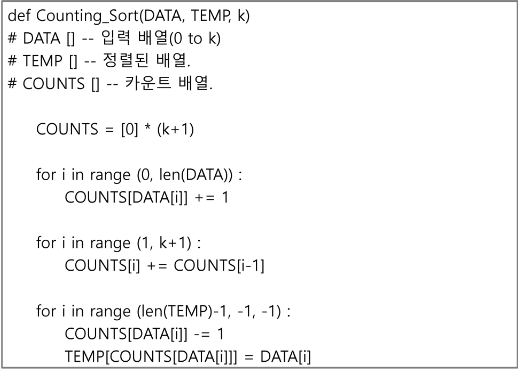 def Counting_Sort(DATA, TEMP, k)
# DATA [] -- 입력 배열(0 to k)
# TEMP [] -- 정렬된 배열.
# COUNTS [] -- 카운트 배열.
COUNTS = [0] * (k+1)
for i in range (0, len(DATA)) :
COUNTS[DATA[i]] += 1
for i in range (1, k+1) :
COUNTS[i] += COUNTS[i-1]
for i in range (len(TEMP)-1, -1, -1) :
COUNTS[DATA[i]] -= 1
TEMP[COUNTS[DATA[i]]] = DATA[i]